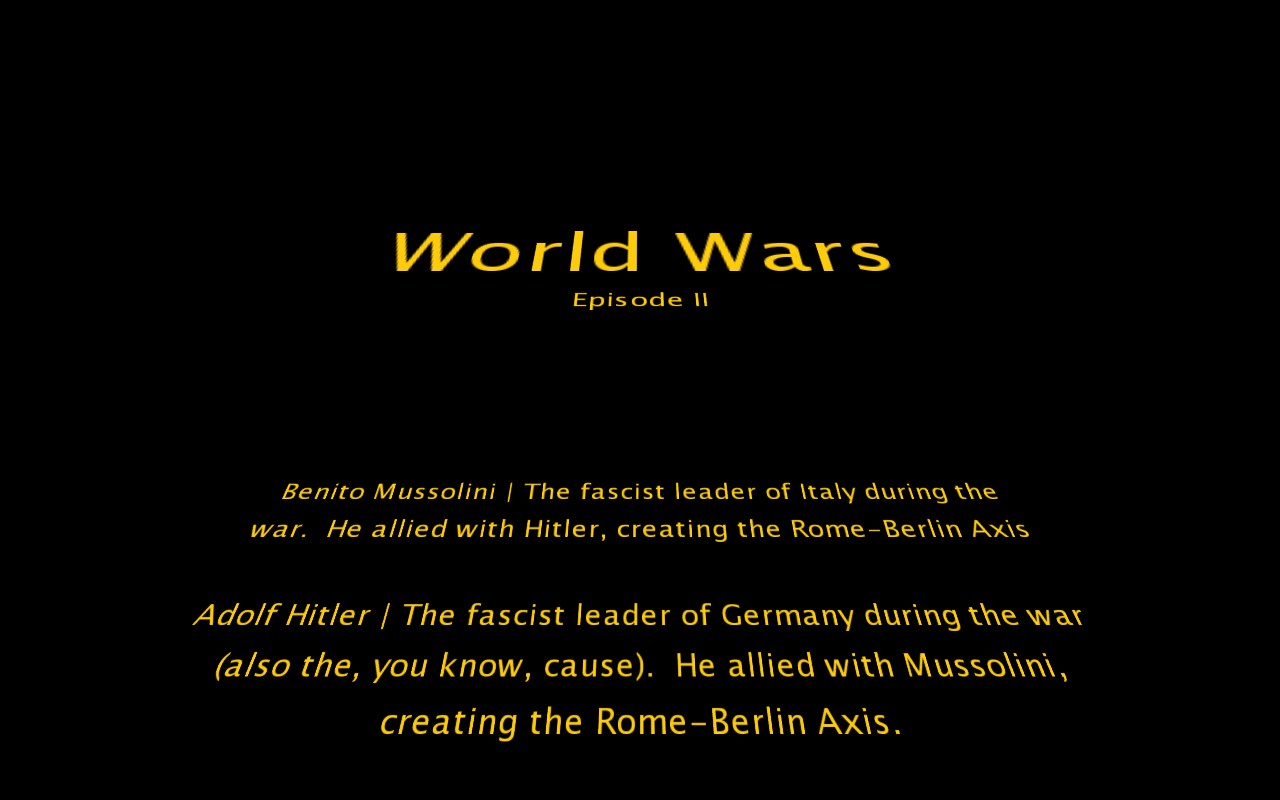 World Wars
Episode II
Benito Mussolini | The fascist leader of Italy during the
war.  He allied with Hitler, creating the Rome-Berlin Axis
Adolf Hitler | The fascist leader of Germany during the war
(also the, you know, cause).  He allied with Mussolini,
creating the Rome-Berlin Axis.